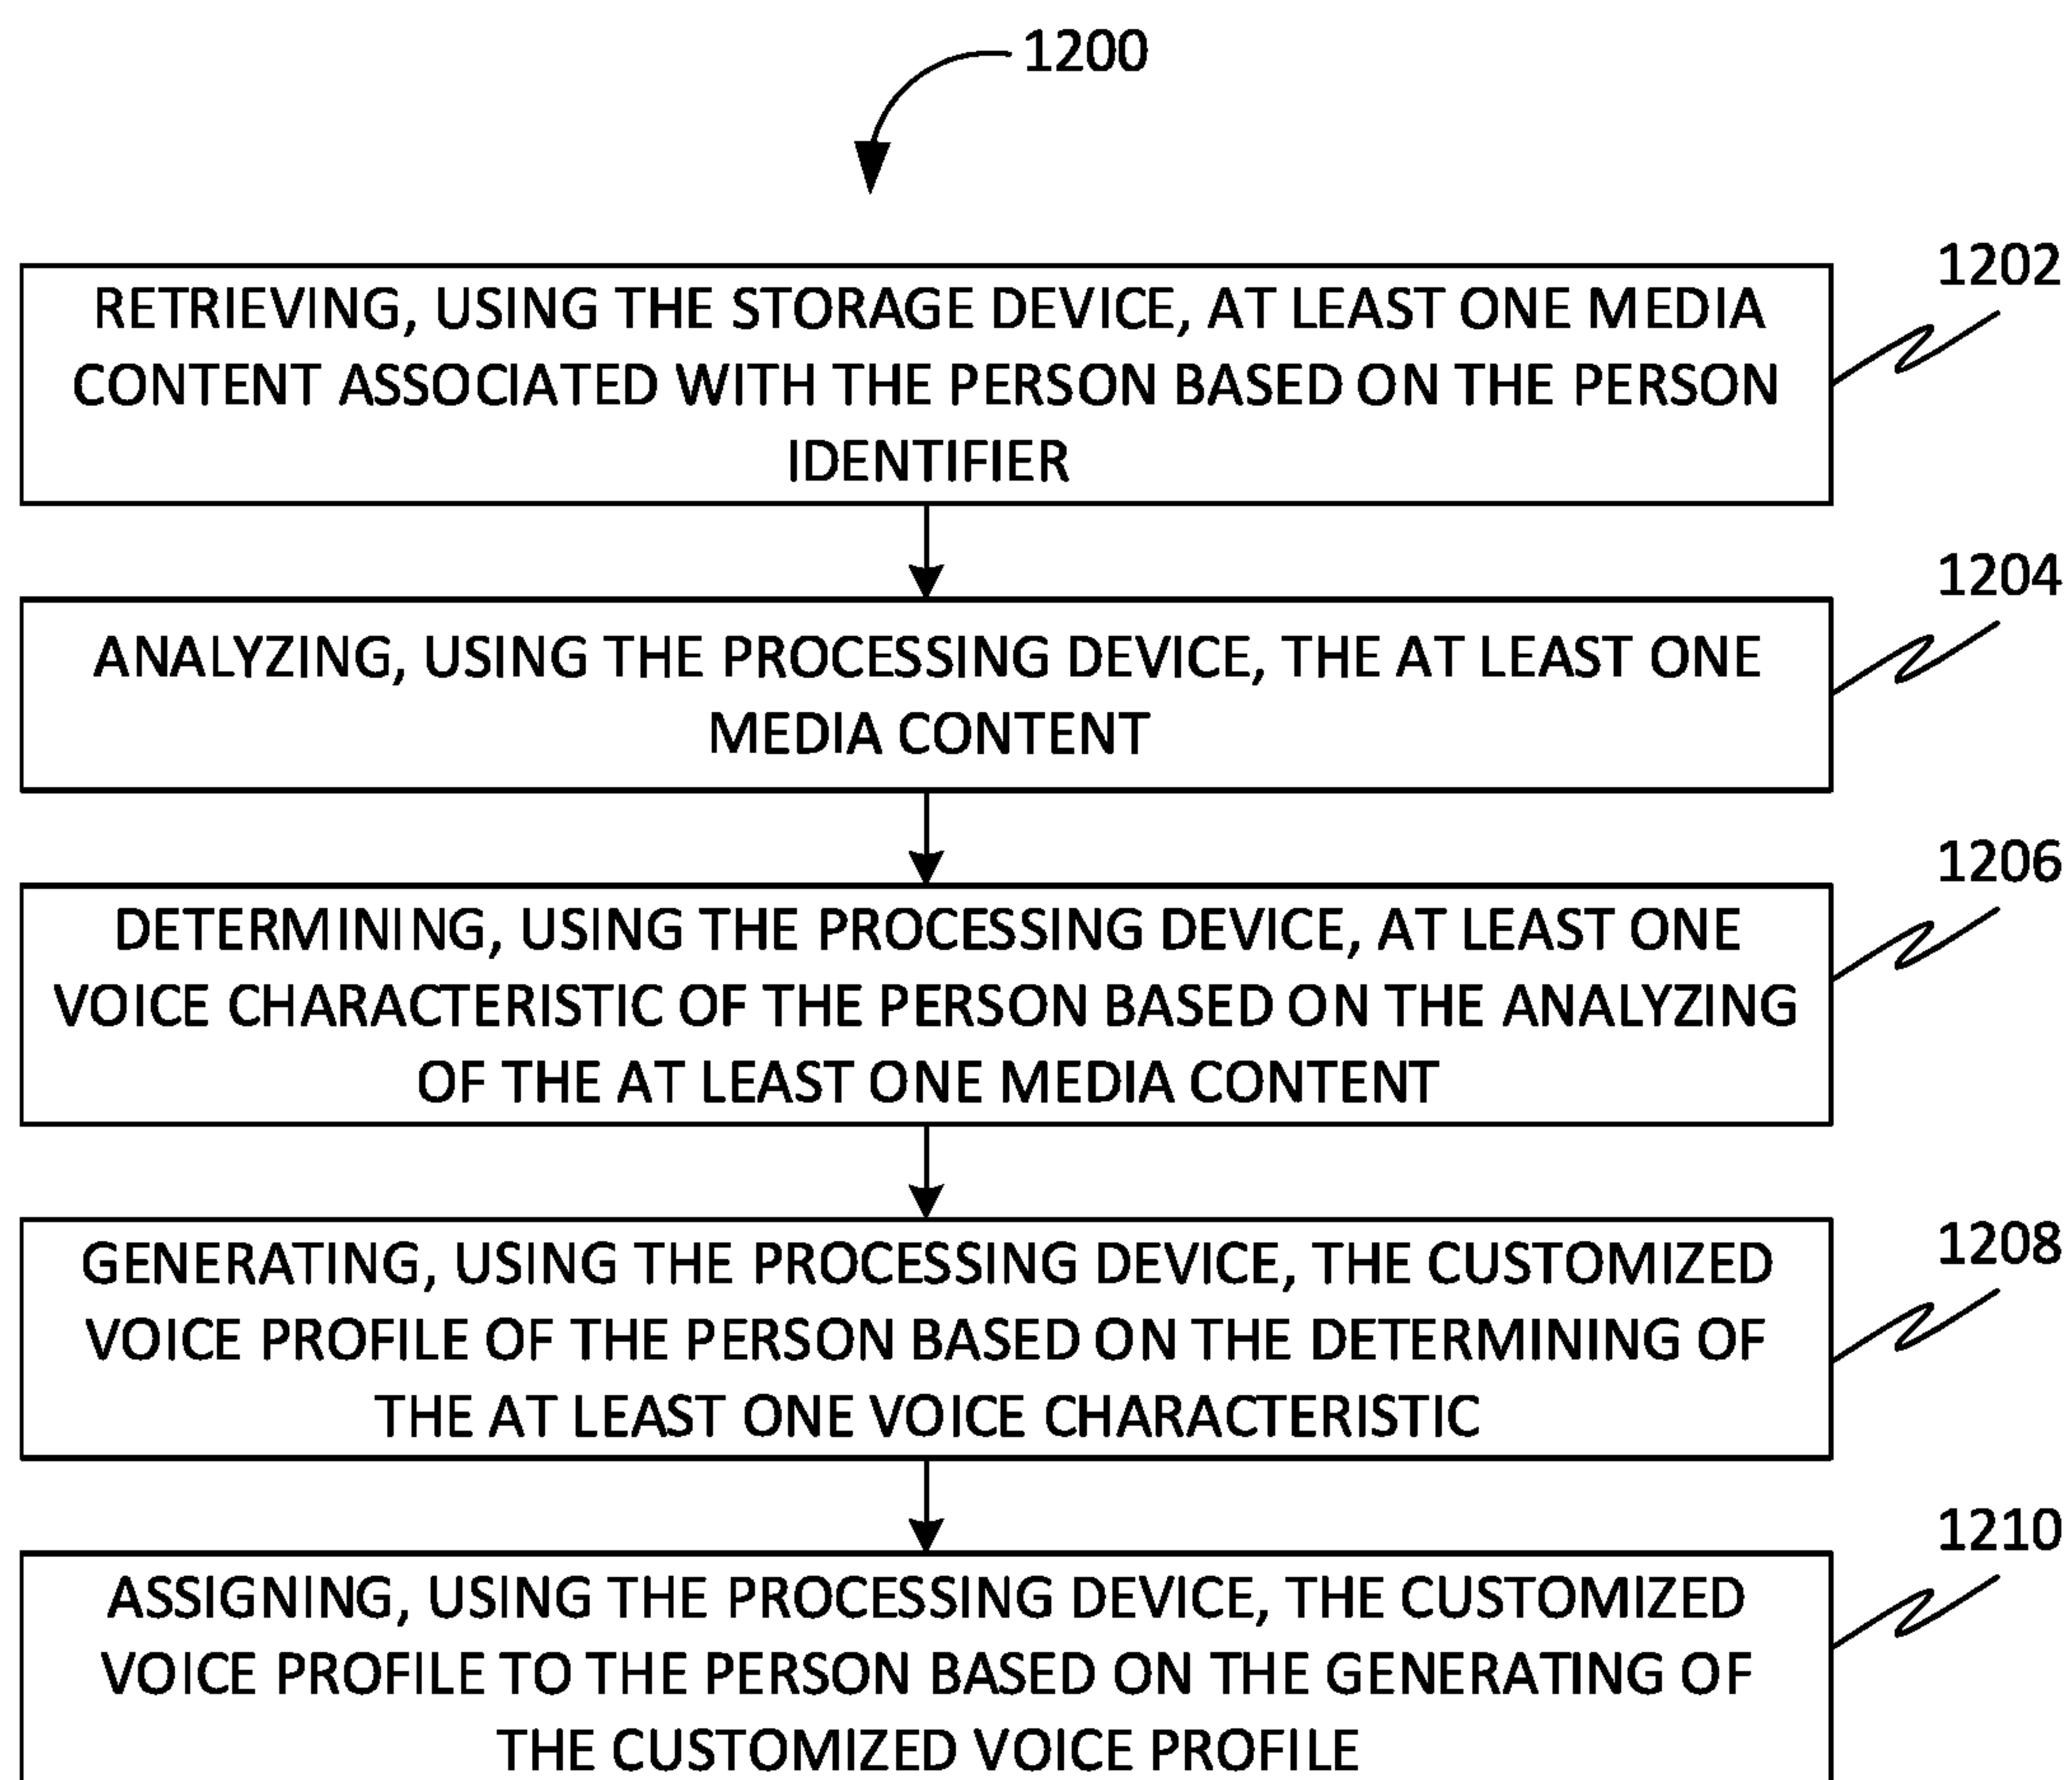 1200
1202
RETRIEVING, USING THE STORAGE DEVICE, AT LEAST ONE MEDIA
CONTENT ASSOCIATED WITH THE PERSON BASED ON THE PERSON
IDENTIFIER
1204
ANALYZING, USING THE PROCESSING DEVICE, THE AT LEAST ONE
MEDIA CONTENT
1206
DETERMINING, USING THE PROCESSING DEVICE, AT LEAST ONE
VOICE CHARACTERISTIC OF THE PERSON BASED ON THE ANALYZING
OF THE AT LEAST ONE MEDIA CONTENT
1208
GENERATING, USING THE PROCESSING DEVICE, THE CUSTOMIZED
VOICE PROFILE OF THE PERSON BASED ON THE DETERMINING OF
THE AT LEAST ONE VOICE CHARACTERISTIC
1210
ASSIGNING, USING THE PROCESSING DEVICE, THE CUSTOMIZED
VOICE PROFILE TO THE PERSON BASED ON THE GENERATING OF
THE CUSTOMIZED VOICE PROFILE